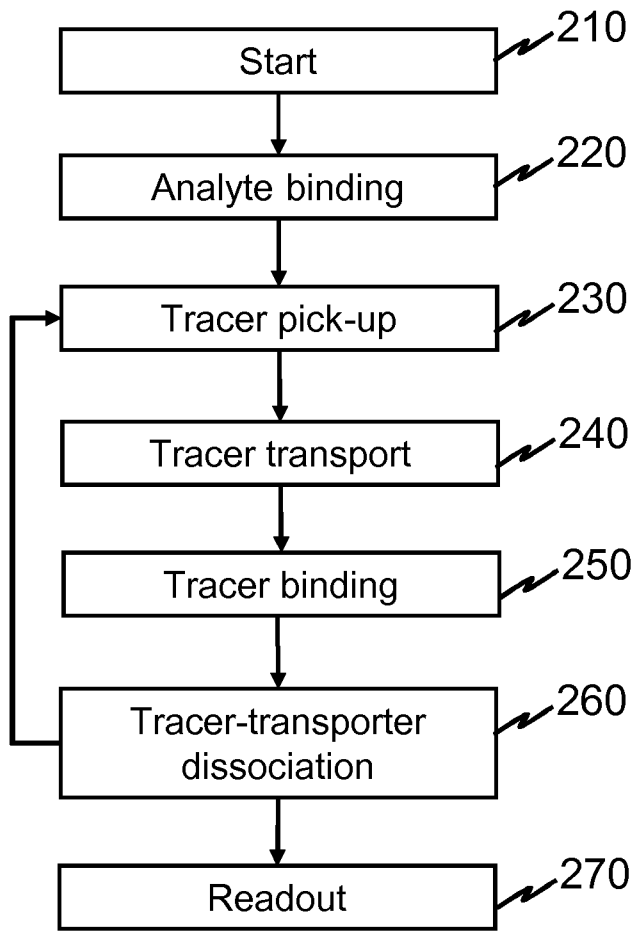 210
Start
220
Analyte binding
230
Tracer pick-up
240
Tracer transport
250
Tracer binding
260
Tracer-transporter
dissociation
270
Readout